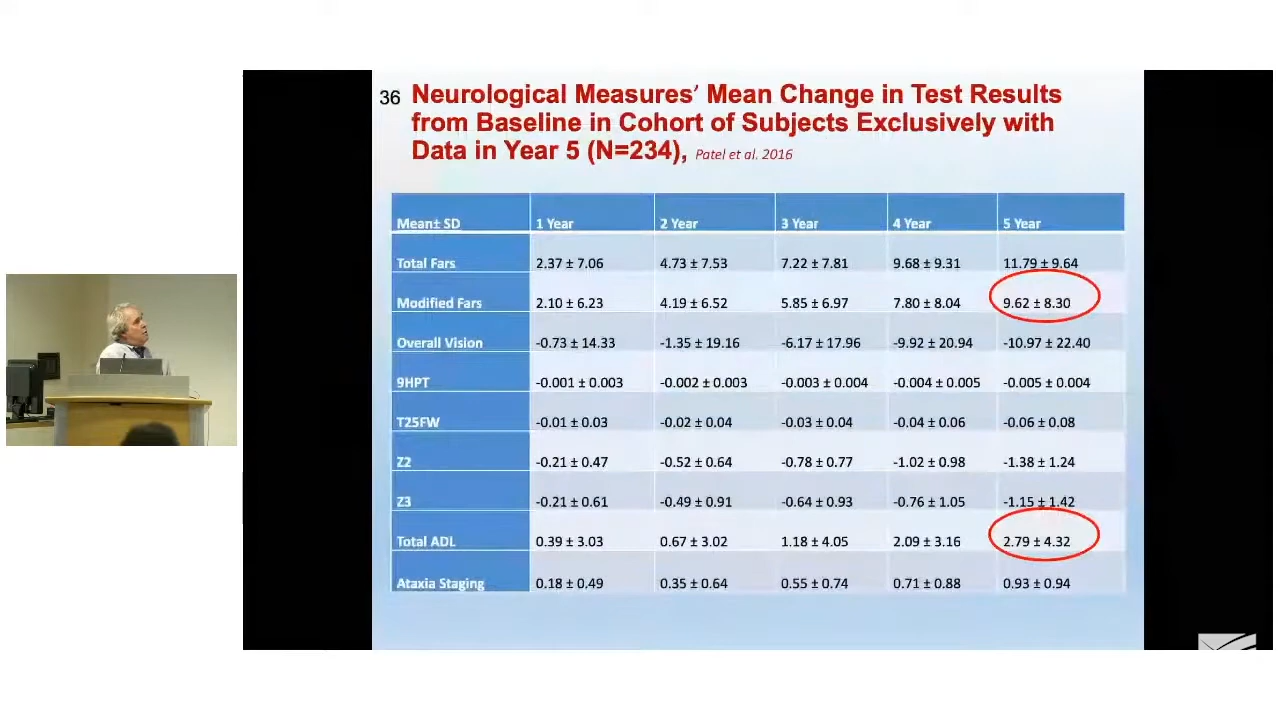 36 Neurological Measures’ Mean Change in Test Results
from Baseline in Cohort of Subjects Exclusively with
Data in Year 5 (N=234), Patel et al. 2016
Mean± SD 1 Year 2 Year 3 Year 4 Year 5 Year
Total Fars 2.37 ± 7.06 4.73 ± 7.53 7.22 ± 7.81 9.68 ± 9.31 11.79 ± 9.64
Modified Fars 2.10 ± 6.23 4.19 ± 6.52 5.85 ± 6.97 7.80 ± 8.04 9.62 ± 8.30
Overall Vision -0.73 ± 14.33 -1.35 ± 19.16 -6.17 ± 17.96 -9.92 ± 20.94 -10.97 ± 22.40
9HPT -0.001 ± 0.003 -0.002 ± 0.003 -0.003 ± 0.004 -0.004 ± 0.005 -0.005 ± 0.004
T25FW -0.01 ± 0.03 -0.02 ± 0.04 -0.03 ± 0.04 -0.04 ± 0.06 -0.06 ± 0.08
Z2 -0.21 ± 0.47 -0.52 ± 0.64 -0.78 ± 0.77 -1.02 ± 0.98 -1.38 ± 1.24
Z3 -0.21 ± 0.61 -0.49 ± 0.91 -0.64 ± 0.93 -0.76 ± 1.05 -1.15 ± 1.42
Total ADL 0.39 ± 3.03 0.67 ± 3.02 1.18 ± 4.05 2.09 ± 3.16 2.79 ± 4.32
Ataxia Staging 0.18 ± 0.49 0.35 ± 0.64 0.55 ± 0.74 0.71 ± 0.88 0.93 ± 0.94